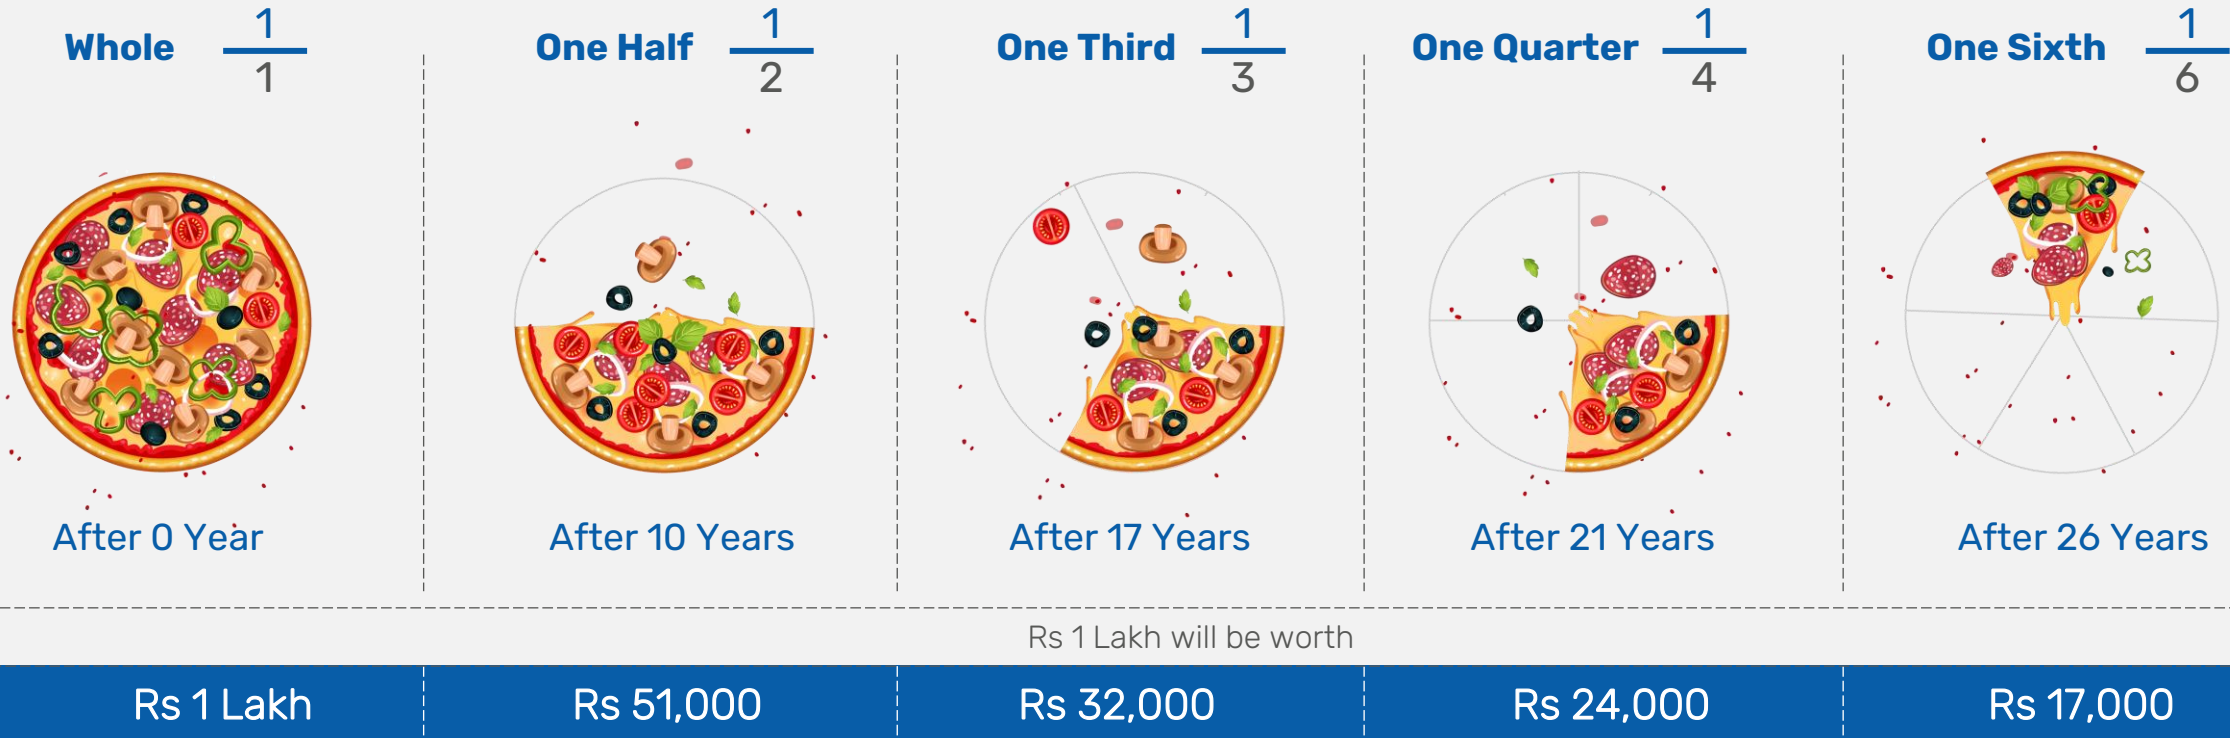 Whole 1/1
One Half 1/2
One Third 1/3
One Quarter 1/4
One Sixth 1/6
After 0 Year
After 10 Years
After 17 Years
After 21 Years
After 26 Years
Rs 1 Lakh will be worth
Rs 1 Lakh
Rs 51,000
Rs 32,000
Rs 24,000
Rs 17,000